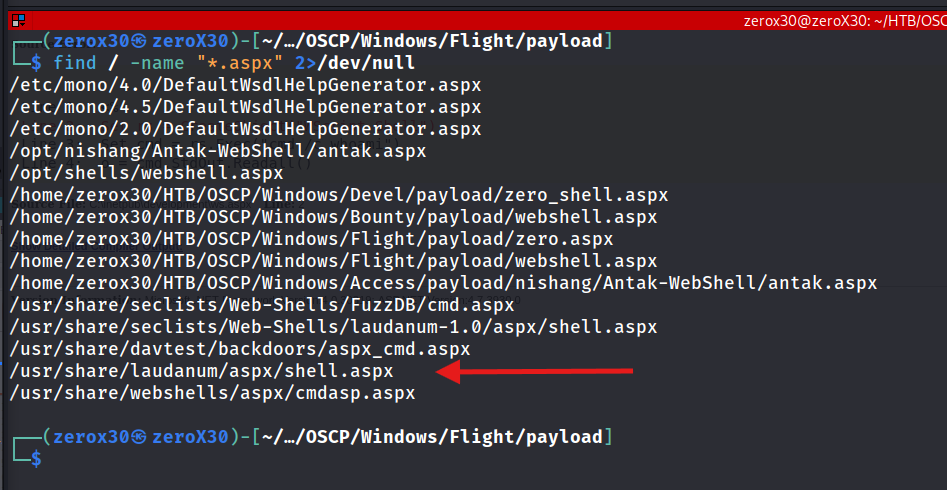 zerox30@zeroX30: ~/HTB/OSC
┌──(zerox30㉿zeroX30)-[~/…/OSCP/Windows/Flight/payload]
└─$ find / -name "*.aspx" 2>/dev/null
/etc/mono/4.0/DefaultWsdlHelpGenerator.aspx
/etc/mono/4.5/DefaultWsdlHelpGenerator.aspx
/etc/mono/2.0/DefaultWsdlHelpGenerator.aspx
/opt/nishang/Antak-WebShell/antak.aspx
/opt/shells/webshell.aspx
/home/zerox30/HTB/OSCP/Windows/Devel/payload/zero_shell.aspx
/home/zerox30/HTB/OSCP/Windows/Bounty/payload/webshell.aspx
/home/zerox30/HTB/OSCP/Windows/Flight/payload/zero.aspx
/home/zerox30/HTB/OSCP/Windows/Flight/payload/webshell.aspx
/home/zerox30/HTB/OSCP/Windows/Access/payload/nishang/Antak-WebShell/antak.aspx
/usr/share/seclists/Web-Shells/FuzzDB/cmd.aspx
/usr/share/seclists/Web-Shells/laudanum-1.0/aspx/shell.aspx
/usr/share/davtest/backdoors/aspx_cmd.aspx
/usr/share/laudanum/aspx/shell.aspx
/usr/share/webshells/aspx/cmdasp.aspx
┌──(zerox30㉿zeroX30)-[~/…/OSCP/Windows/Flight/payload]
└─$